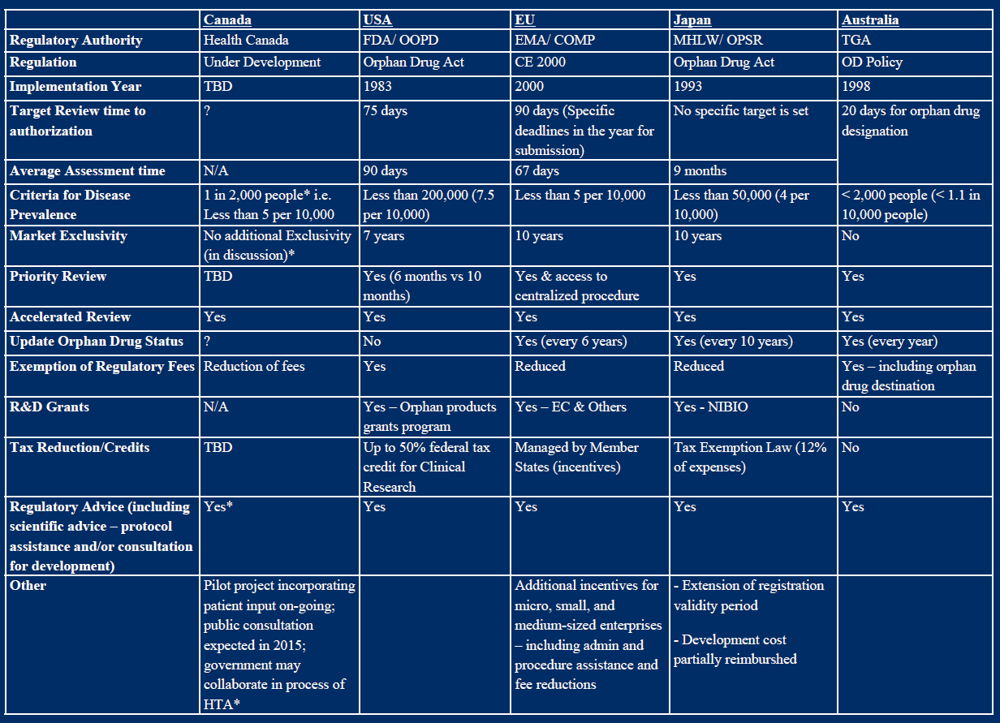 Canada USA EU Japan Australia
Regulatory Authority Health Canada FDA/ OOPD EMA/ COMP MHLW/ OPSR TGA
Regulation Under Development Orphan Drug Act CE 2000 Orphan Drug Act OD Policy
Implementation Year TBD 1983 2000 1993 1998
Target Review time to ? 75 days 90 days (Specific No specific target is set 20 days for orphan drug
authorization deadlines in the year for designation
submission)
Average Assessment time N/A 90 days 67 days 9 months
Criteria for Disease 1 in 2,000 people* i.e. Less than 200,000 (7.5 Less than 5 per 10,000 Less than 50,000 (4 per < 2,000 people (< 1.1 in
Prevalence Less than 5 per 10,000 per 10,000) 10,000) 10,000 people)
Market Exclusivity No additional Exclusivity 7 years 10 years 10 years No
(in discussion)*
Priority Review TBD Yes (6 months vs 10 Yes & access to Yes Yes
months) centralized procedure
Accelerated Review Yes Yes Yes Yes Yes
Update Orphan Drug Status ? No Yes (every 6 years) Yes (every 10 years) Yes (every year)
Exemption of Regulatory Fees Reduction of fees Yes Reduced Reduced Yes – including orphan
drug destination
R&D Grants N/A Yes – Orphan products Yes – EC & Others Yes - NIBIO No
grants program
Tax Reduction/Credits TBD Up to 50% federal tax Managed by Member Tax Exemption Law (12% No
credit for Clinical States (incentives) of expenses)
Research
Regulatory Advice (including Yes* Yes Yes Yes Yes
scientific advice – protocol
assistance and/or consultation
for development)
Other Pilot project incorporating Additional incentives for - Extension of registration
patient input on-going; micro, small, and validity period
public consultation medium-sized enterprises
expected in 2015; – including admin and - Development cost
government may procedure assistance and partially reimburshed
collaborate in process of fee reductions
HTA*